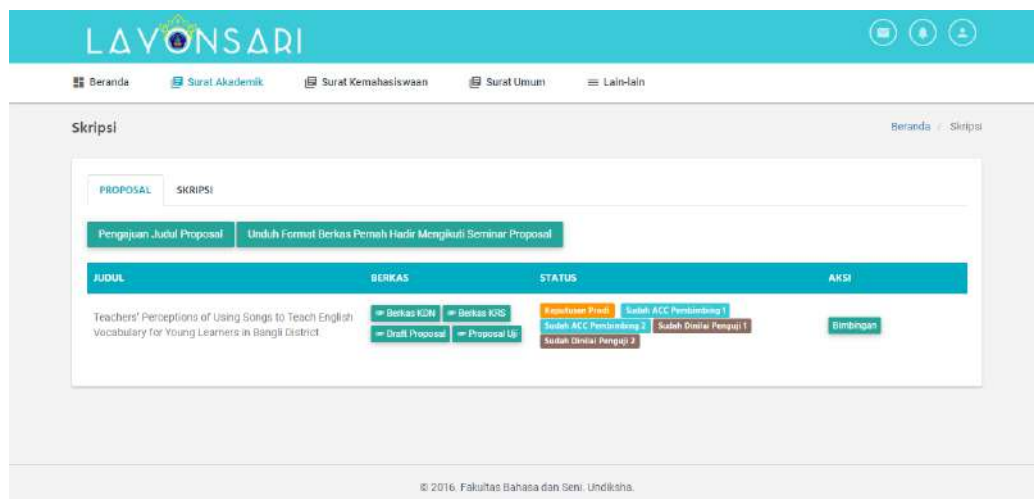 LAYONSARI
Beranda Surat Akademik Surat Kemahasiswaan Surat Umum Lain-lain
Skripsi Beranda / Skripsi
PROPOSAL SKRIPSI
Pengajuan Judul Proposal Unduh Format Berkas Pernah Hadir Mengikuti Seminar Proposal
JUDUL BERKAS STATUS AKSI
Teachers' Perceptions of Using Songs to Teach English
Vocabulary for Young Learners in Bangli District
Berkas KDN Berkas KRS
Draft Proposal Proposal Uji
Keputusan Prodi Sudah ACC Pembimbing 1
Sudah ACC Pembimbing 2 Sudah Dinilai Penguji 1
Sudah Dinilai Penguji 2
Bimbingan
© 2016. Fakultas Bahasa dan Seni. Undiksha.